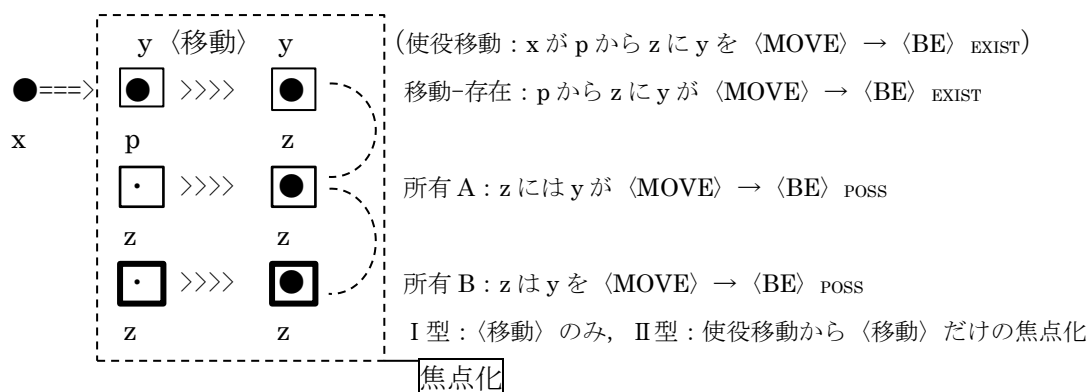 y〈移動〉 y (使役移動：x が p から z に y を〈MOVE〉→〈BE〉EXIST)
●===> ● >>>> ● 移動-存在：p から z に y が〈MOVE〉→〈BE〉EXIST
x p z
・ >>>> ● 所有 A：z には y が〈MOVE〉→〈BE〉POSS
z z
・ >>>> ● 所有 B：z は y を〈MOVE〉→〈BE〉POSS
z z Ⅰ型：〈移動〉のみ，Ⅱ型：使役移動から〈移動〉だけの焦点化
焦点化